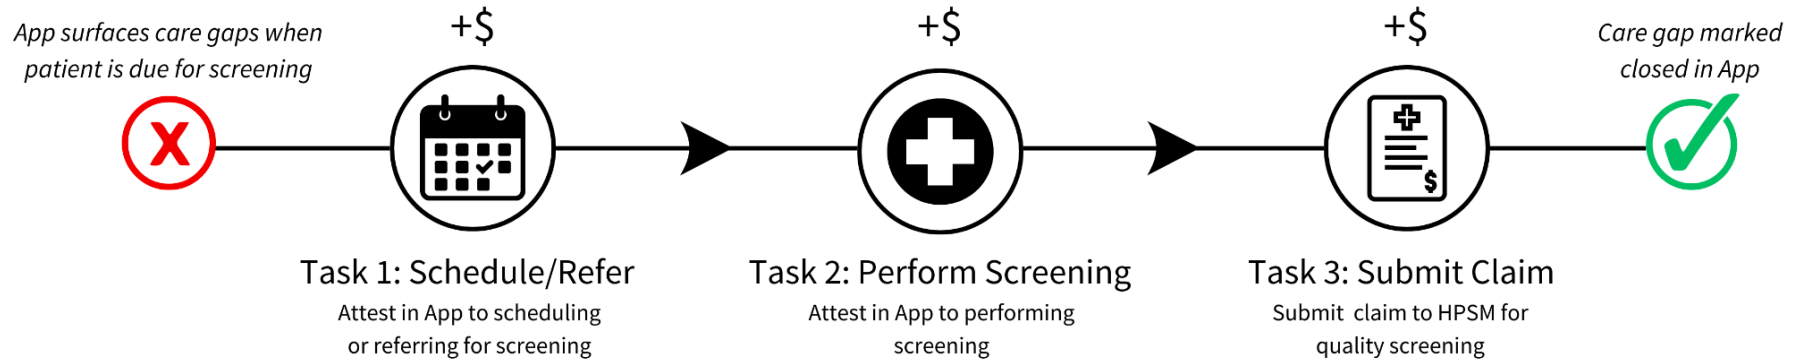 App surfaces care gaps when
patient is due for screening
+$
+$
+$
Care gap marked
closed in App
X
$
Task 1: Schedule/Refer
Attest in App to scheduling
or referring for screening
Task 2: Perform Screening
Attest in App to performing
screening
Task 3: Submit Claim
Submit claim to HPSM for
quality screening